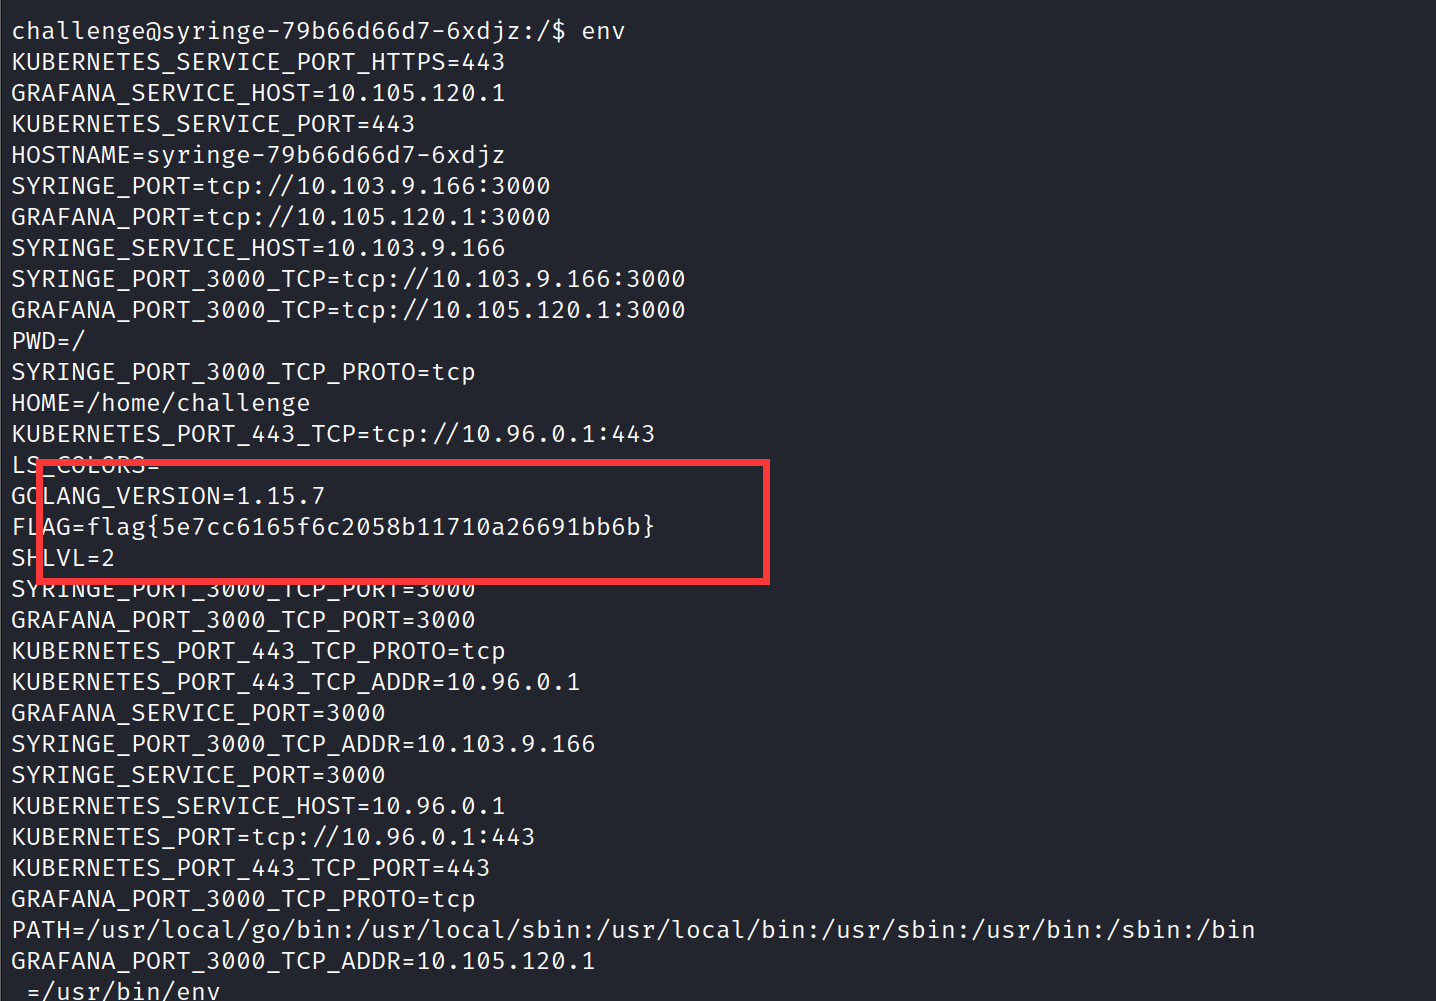 challenge@syringe-79b66d66d7-6xdjz:/$ env
KUBERNETES_SERVICE_PORT_HTTPS=443
GRAFANA_SERVICE_HOST=10.105.120.1
KUBERNETES_SERVICE_PORT=443
HOSTNAME=syringe-79b66d66d7-6xdjz
SYRINGE_PORT=tcp://10.103.9.166:3000
GRAFANA_PORT=tcp://10.105.120.1:3000
SYRINGE_SERVICE_HOST=10.103.9.166
SYRINGE_PORT_3000_TCP=tcp://10.103.9.166:3000
GRAFANA_PORT_3000_TCP=tcp://10.105.120.1:3000
PWD=/
SYRINGE_PORT_3000_TCP_PROTO=tcp
HOME=/home/challenge
KUBERNETES_PORT_443_TCP=tcp://10.96.0.1:443
LS_COLORS=
GOLANG_VERSION=1.15.7
FLAG=flag{5e7cc6165f6c2058b11710a26691bb6b}
SHLVL=2
SYRINGE_PORT_3000_TCP_PORT=3000
GRAFANA_PORT_3000_TCP_PORT=3000
KUBERNETES_PORT_443_TCP_PROTO=tcp
KUBERNETES_PORT_443_TCP_ADDR=10.96.0.1
GRAFANA_SERVICE_PORT=3000
SYRINGE_PORT_3000_TCP_ADDR=10.103.9.166
SYRINGE_SERVICE_PORT=3000
KUBERNETES_SERVICE_HOST=10.96.0.1
KUBERNETES_PORT=tcp://10.96.0.1:443
KUBERNETES_PORT_443_TCP_PORT=443
GRAFANA_PORT_3000_TCP_PROTO=tcp
PATH=/usr/local/go/bin:/usr/local/sbin:/usr/local/bin:/usr/sbin:/usr/bin:/sbin:/bin
GRAFANA_PORT_3000_TCP_ADDR=10.105.120.1
_=/usr/bin/env